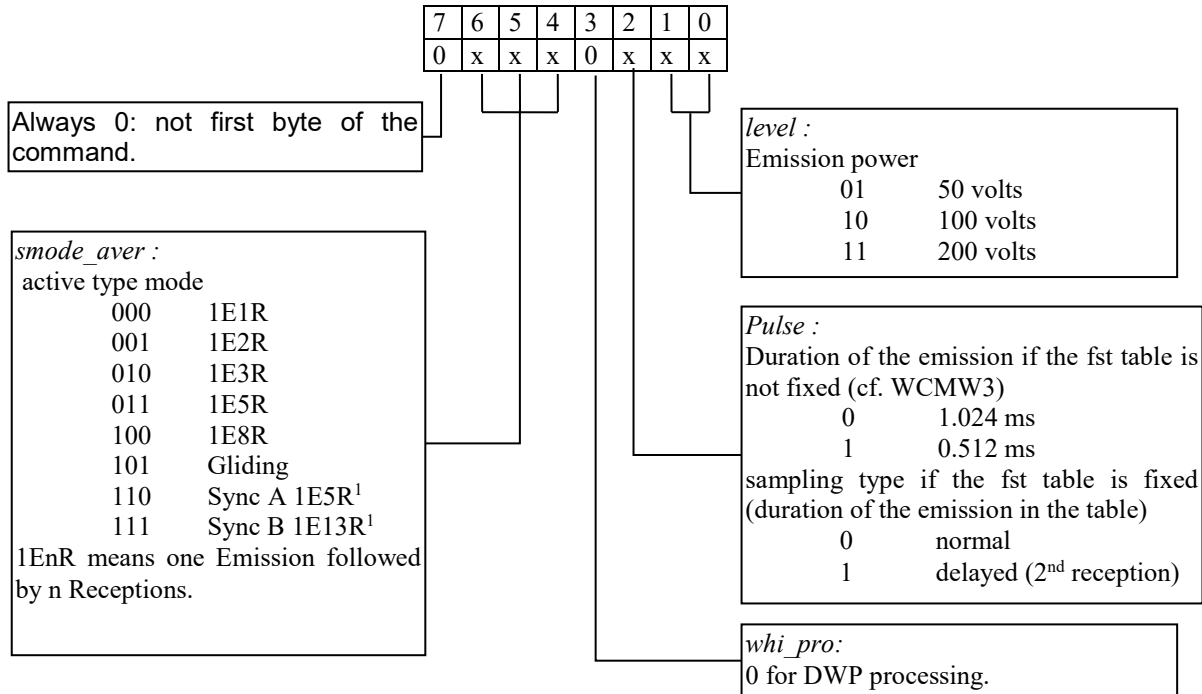 7 6 5 4 3 2 1 0
0 x x x 0 x x x
Always 0: not first byte of the
command.
smode_aver :
active type mode
000 1E1R
001 1E2R
010 1E3R
011 1E5R
100 1E8R
101 Gliding
110 Sync A 1E5R¹
111 Sync B 1E13R¹
1EnR means one Emission followed
by n Receptions.
level :
Emission power
01 50 volts
10 100 volts
11 200 volts
Pulse :
Duration of the emission if the fst table is
not fixed (cf. WCMW3)
0 1.024 ms
1 0.512 ms
sampling type if the fst table is fixed
(duration of the emission in the table)
0 normal
1 delayed (2nd reception)
whi_pro:
0 for DWP processing.